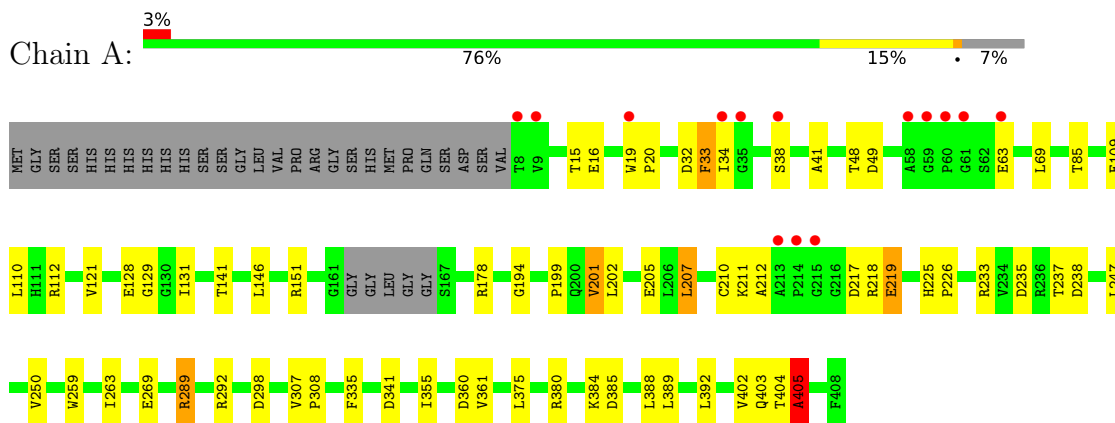 3%
Chain A:
76% 15% • 7%
MET GLY SER SER HIS HIS HIS HIS HIS HIS SER SER GLY LEU VAL PRO ARG GLY SER HIS MET PRO GLN SER ASP SER VAL T8 V9 T15 E16 W19 P20 D32 F33 I34 G35 S38 A41 T48 D49 A58 G59 P60 G61 S62 E63 L69 T85 E109
L110 H111 R112 V121 E128 G129 G130 I131 T141 L146 R151 G161 GLY GLY LEU GLY GLY S167 R178 G194 P199 Q200 V201 L202 E205 L206 L207 C210 K211 A212 A213 P214 G215 G216 D217 R218 E219 H225 P226 R233 V234 D235 R236 T237 D238 L247
V250 W259 I263 E269 R289 R292 D298 V307 P308 F335 D341 I355 D360 V361 L375 R380 K384 D385 L388 L389 L392 V402 Q403 T404 A405 F408